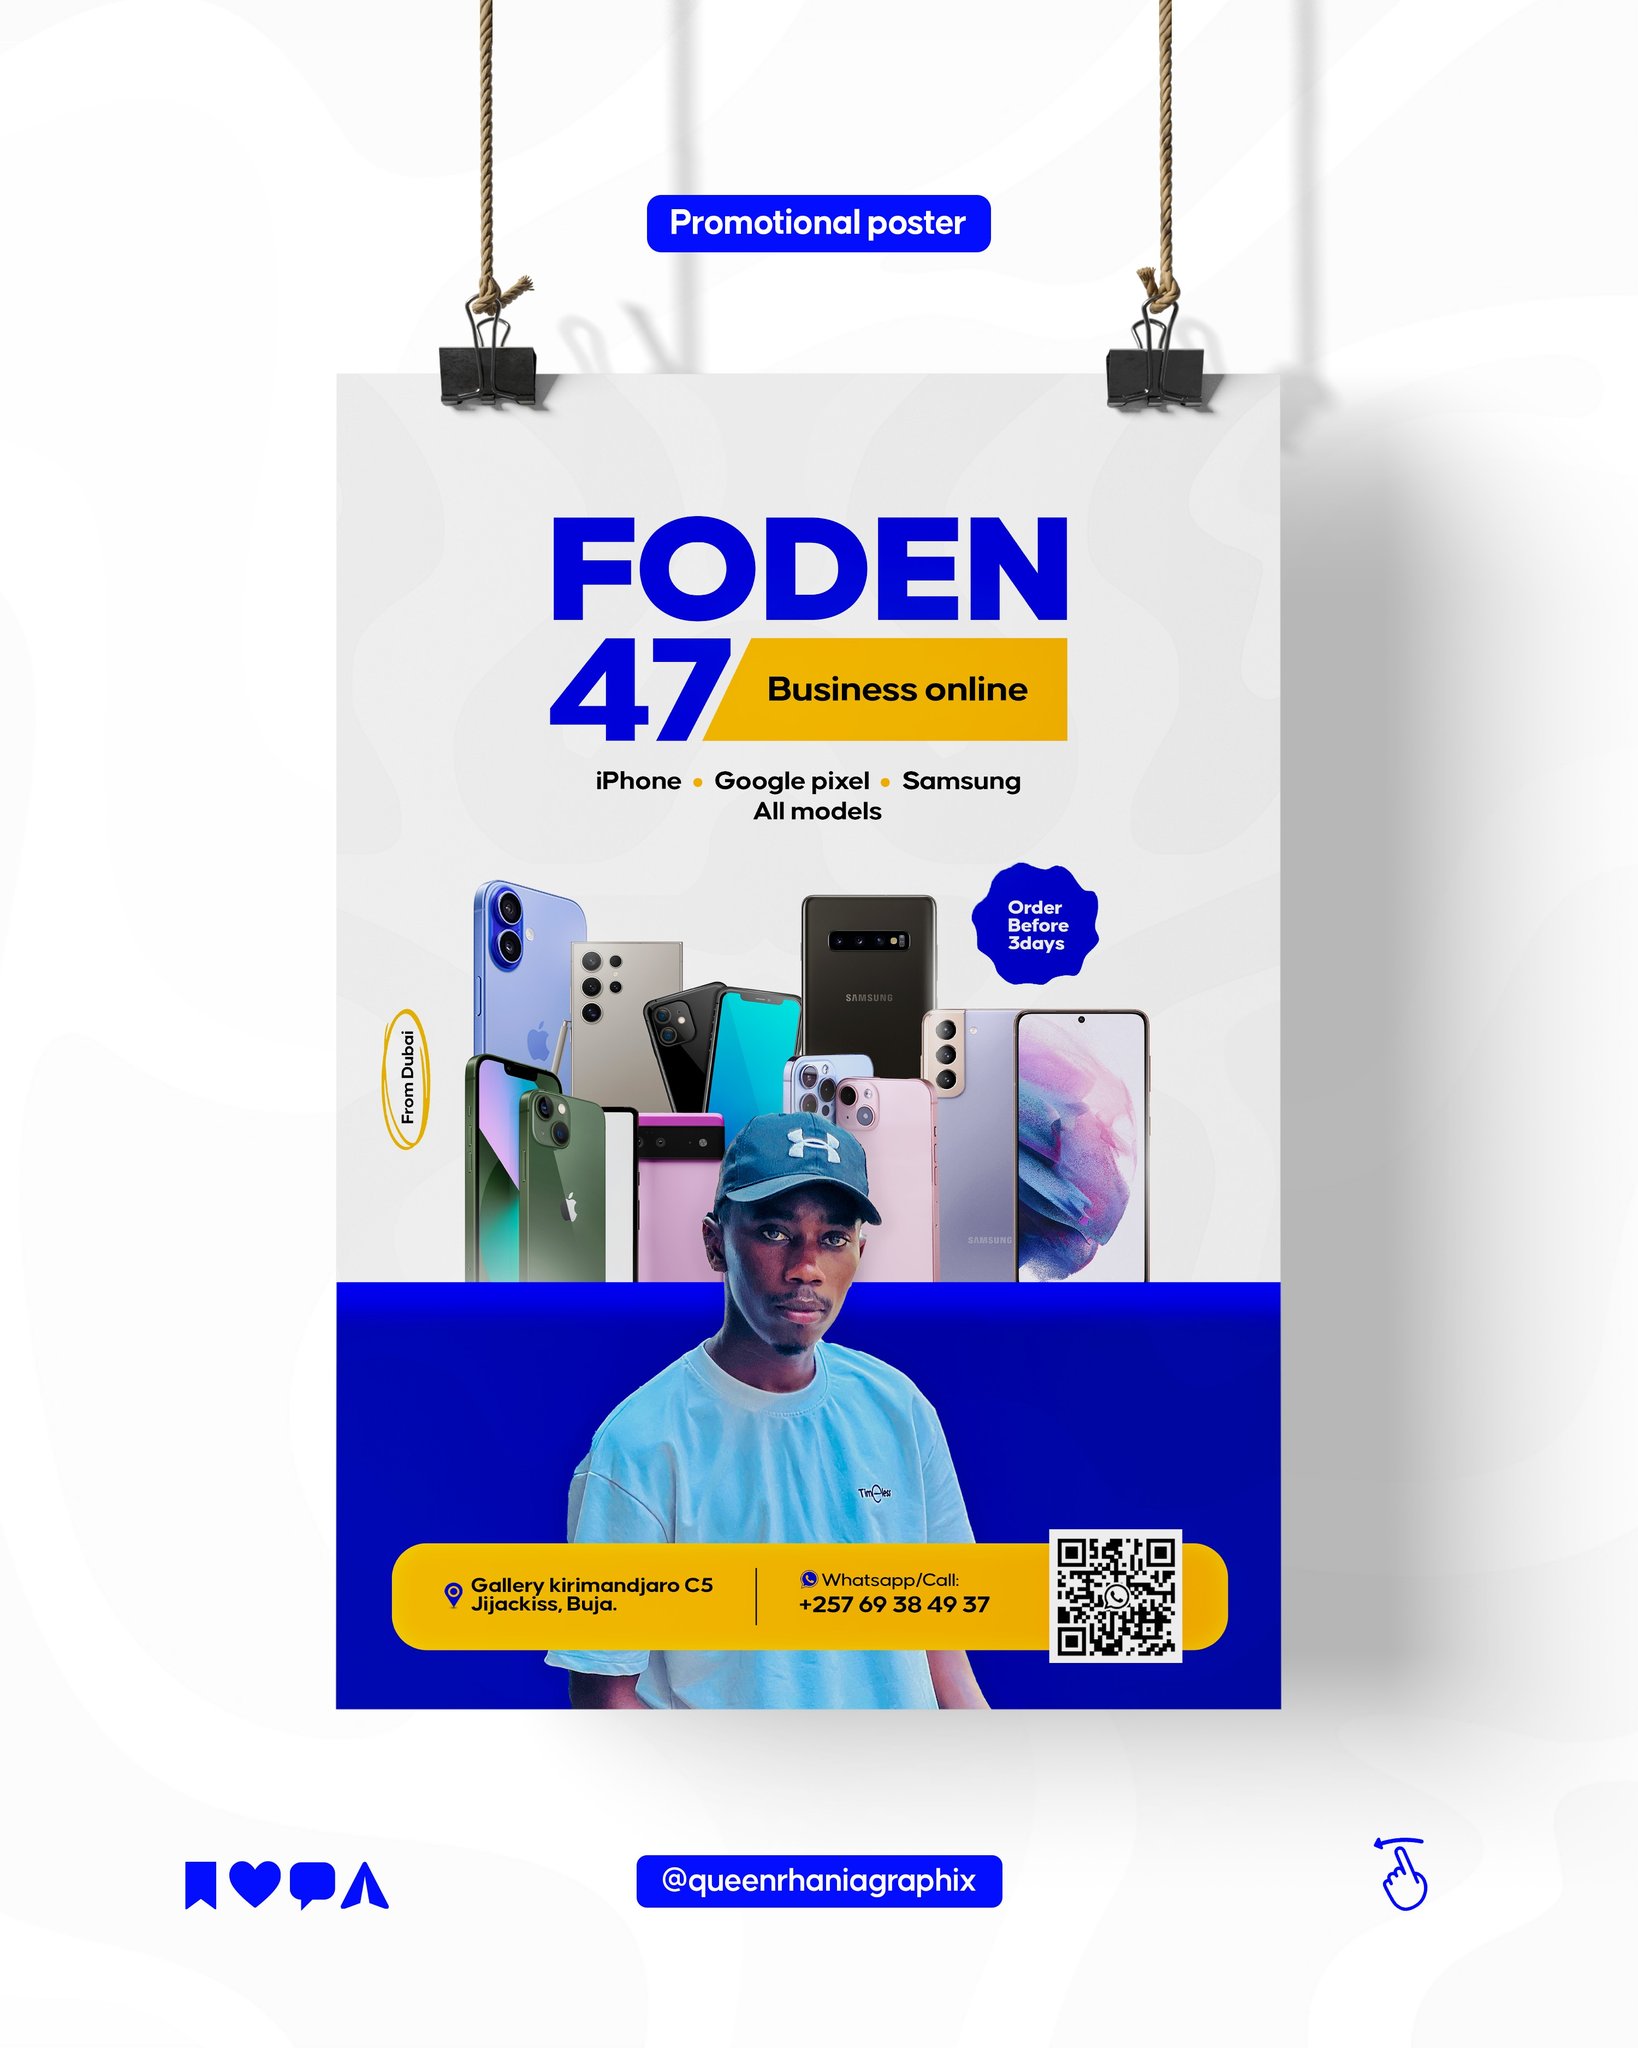 Promotional poster
FODEN
47
Business online
iPhone • Google pixel • Samsung
All models
Order
Before
3days
SAMSUNG
From Dubai
SAMSUNG
Timeless
Gallery kirimandjaro C5
Jijackiss, Buja.
Whatsapp/Call:
+257 69 38 49 37
@queenrhaniagraphix